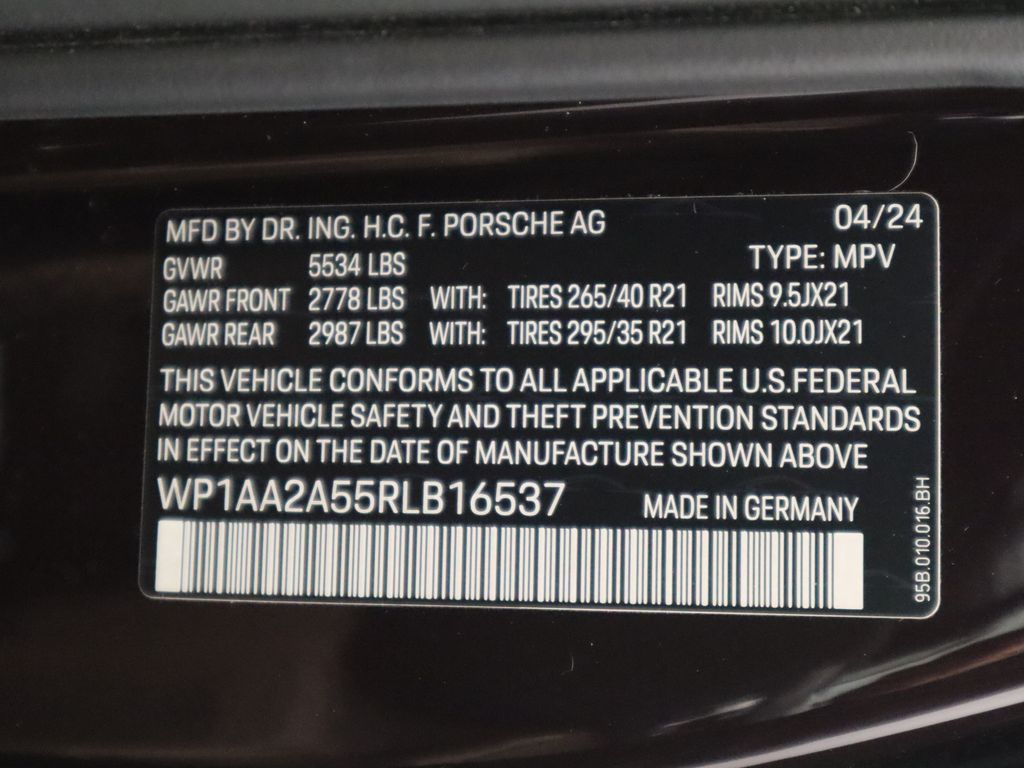 MFD BY DR. ING. H.C. F. PORSCHE AG 04/24
TYPE: MPV
GVWR 5534 LBS
GAWR FRONT 2778 LBS WITH: TIRES 265/40 R21 RIMS 9.5JX21
GAWR REAR 2987 LBS WITH: TIRES 295/35 R21 RIMS 10.0JX21
THIS VEHICLE CONFORMS TO ALL APPLICABLE U.S.FEDERAL
MOTOR VEHICLE SAFETY AND THEFT PREVENTION STANDARDS
IN EFFECT ON THE DATE OF MANUFACTURE SHOWN ABOVE
WP1AA2A55RLB16537 MADE IN GERMANY
95B.010.016.BH